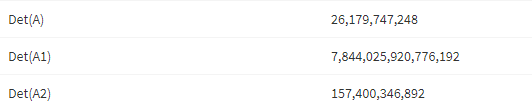 Det(A) 26,179,747,248
Det(A1) 7,844,025,920,776,192
Det(A2) 157,400,346,892